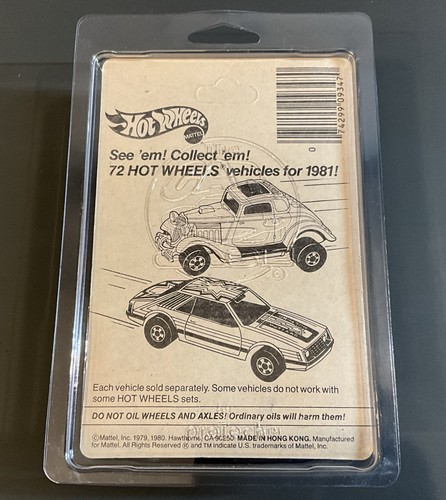 HOT WHEELS
MATTEL
74299 09347
0
See 'em! Collect 'em!
72 HOT WHEELS® vehicles for 1981!
Each vehicle sold separately. Some vehicles do not work with
some HOT WHEELS sets.
DO NOT OIL WHEELS AND AXLES! Ordinary oils will harm them!
©Mattel, Inc. 1979, 1980. Hawthorne, CA 90250. MADE IN HONG KONG. Manufactured
for Mattel. All Rights Reserved ® and TM indicate U.S. trademarks of Mattel, Inc.